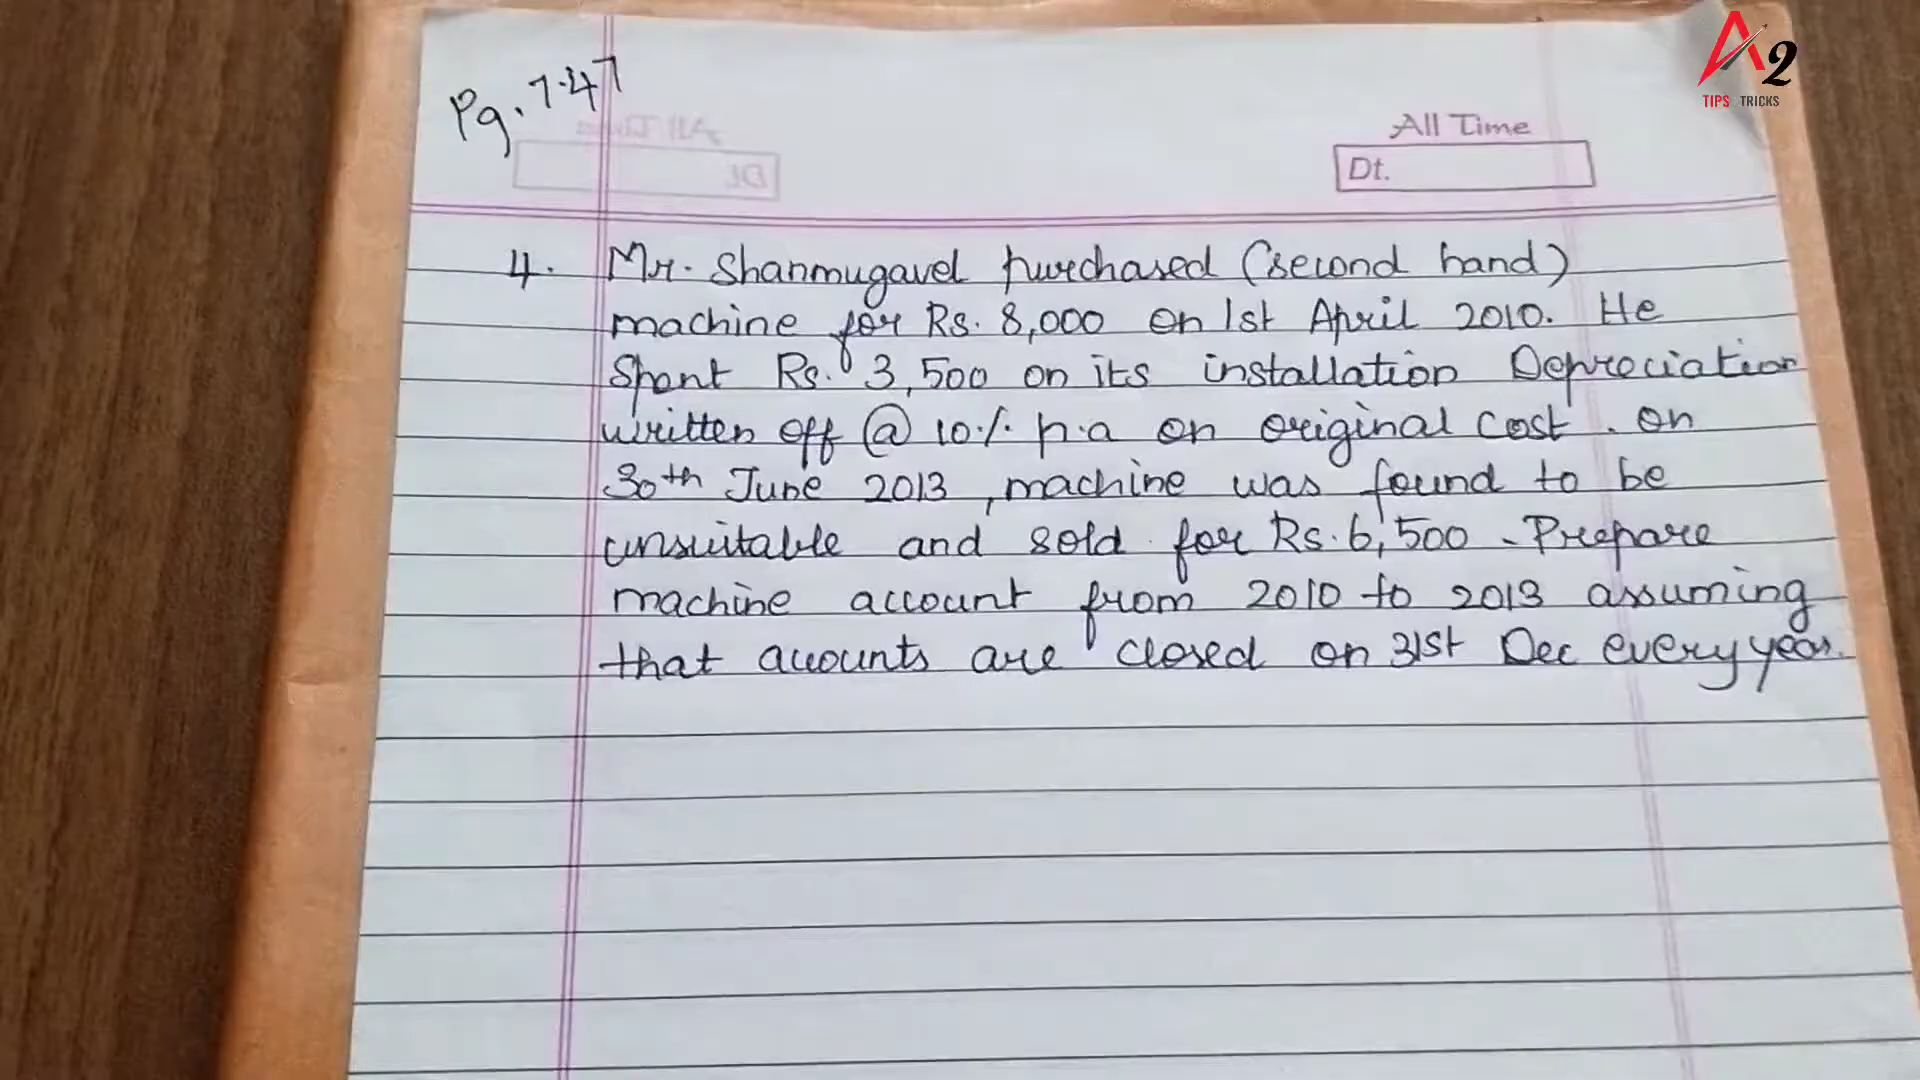 Pg. 7.47
A2
TIPS TRICKS
All Time
Dt.
4. Mr. Shanmugavel purchased (second hand)
machine for Rs. 8,000 on 1st April 2010. He
Spent Rs. 3,500 on its installation Depreciation
written off @ 10% p.a on original cost. on
30th June 2013, machine was found to be
unsuitable and sold for Rs. 6,500 - Prepare
machine account from 2010 to 2013 assuming
that accounts are closed on 31st Dec every year.